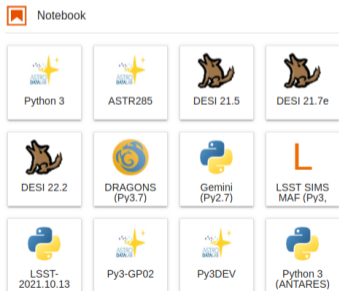 Notebook
Python 3
ASTR285
DESI 21.5
DESI 21.7e
DESI 22.2
DRAGONS
(Py3.7)
Gemini
(Py2.7)
L
LSST SIMS
MAF (Py3,
LSST-
2021.10.13
Py3-GP02
Py3DEV
Python 3
(ANTARES)